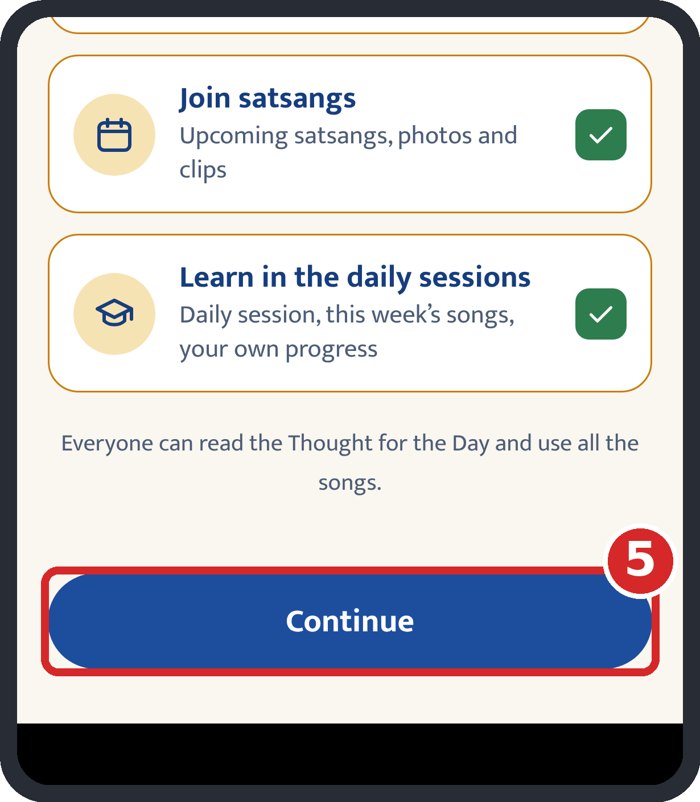 Join satsangs
Upcoming satsangs, photos and
clips
Learn in the daily sessions
Daily session, this week’s songs,
your own progress
Everyone can read the Thought for the Day and use all the
songs.
5
Continue